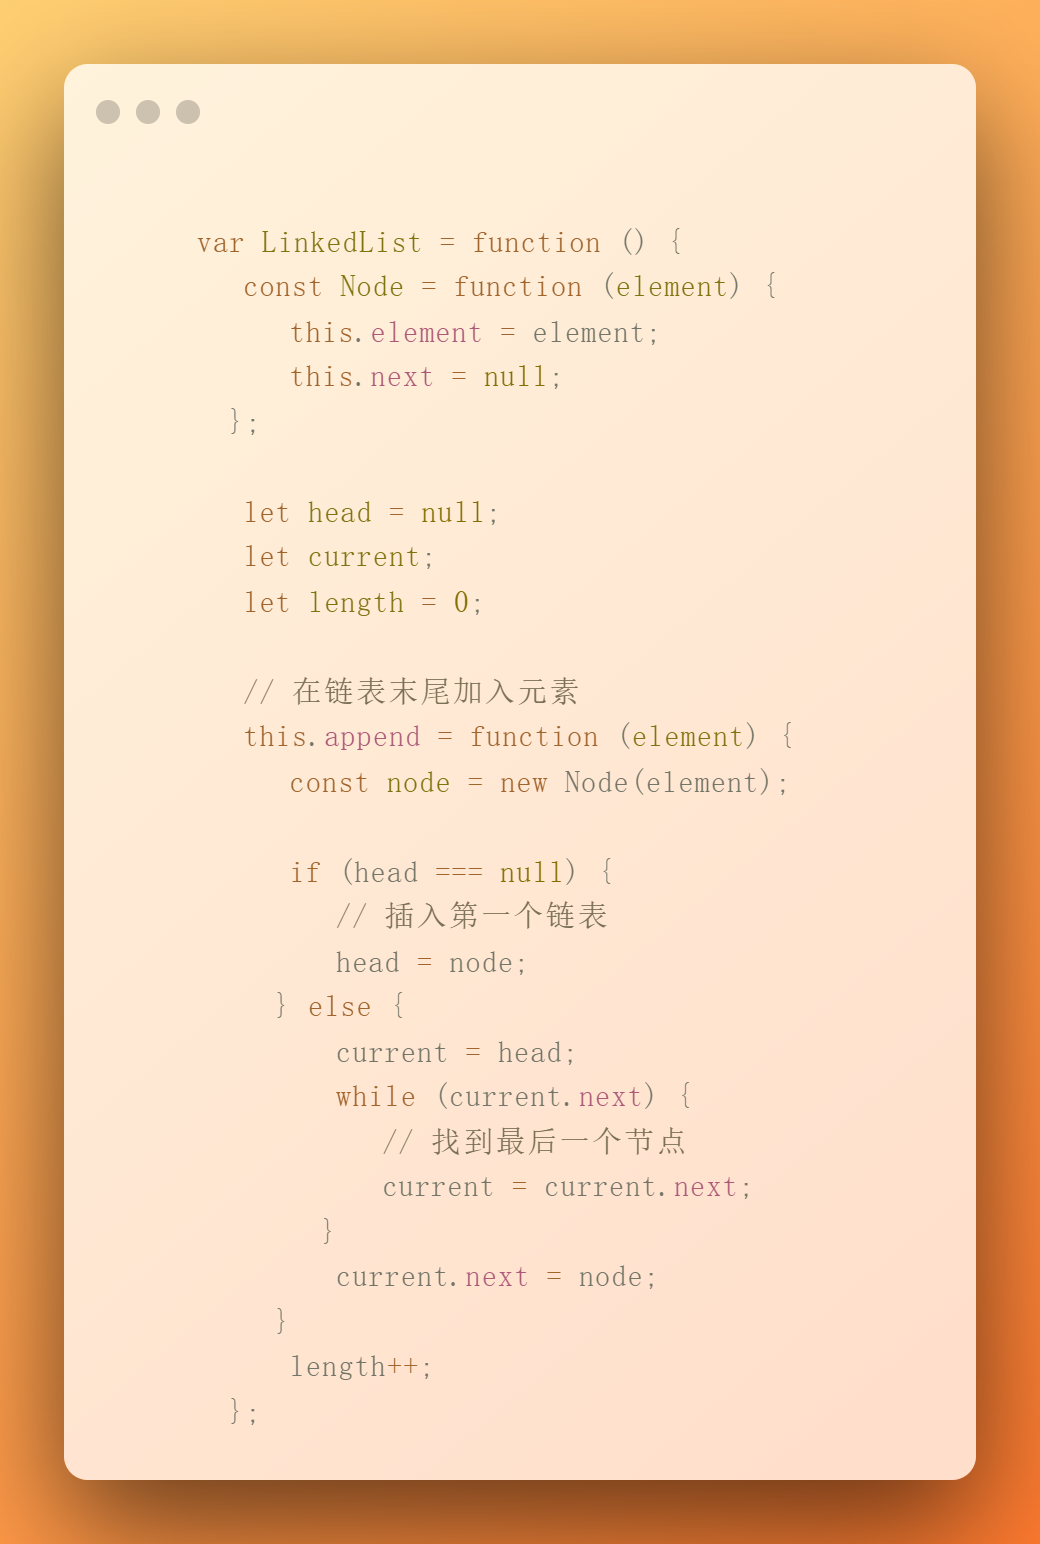 var LinkedList = function () {
const Node = function (element) {
this.element = element;
this.next = null;
};
let head = null;
let current;
let length = 0;
// 在链表末尾加入元素
this.append = function (element) {
const node = new Node(element);
if (head === null) {
// 插入第一个链表
head = node;
} else {
current = head;
while (current.next) {
// 找到最后一个节点
current = current.next;
}
current.next = node;
}
length++;
};